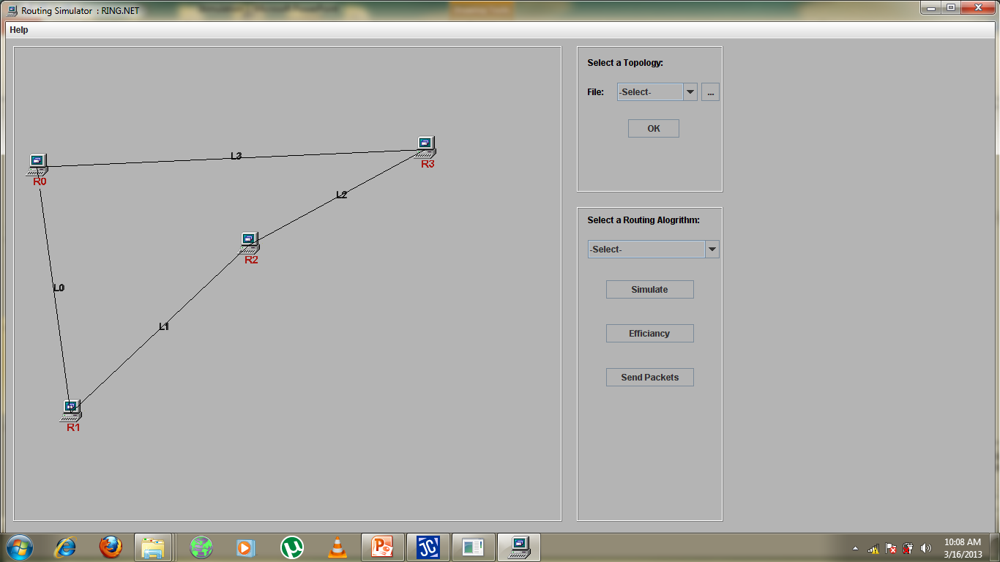 Routing Simulator : RING.NET
Help
Select a Topology:
File: -Select- ...
OK
Select a Routing Alogrithm:
-Select-
Simulate
Efficiancy
Send Packets
L3
R0
R3
L2
R2
L0
L1
R1
JC
10:08 AM
3/16/2013